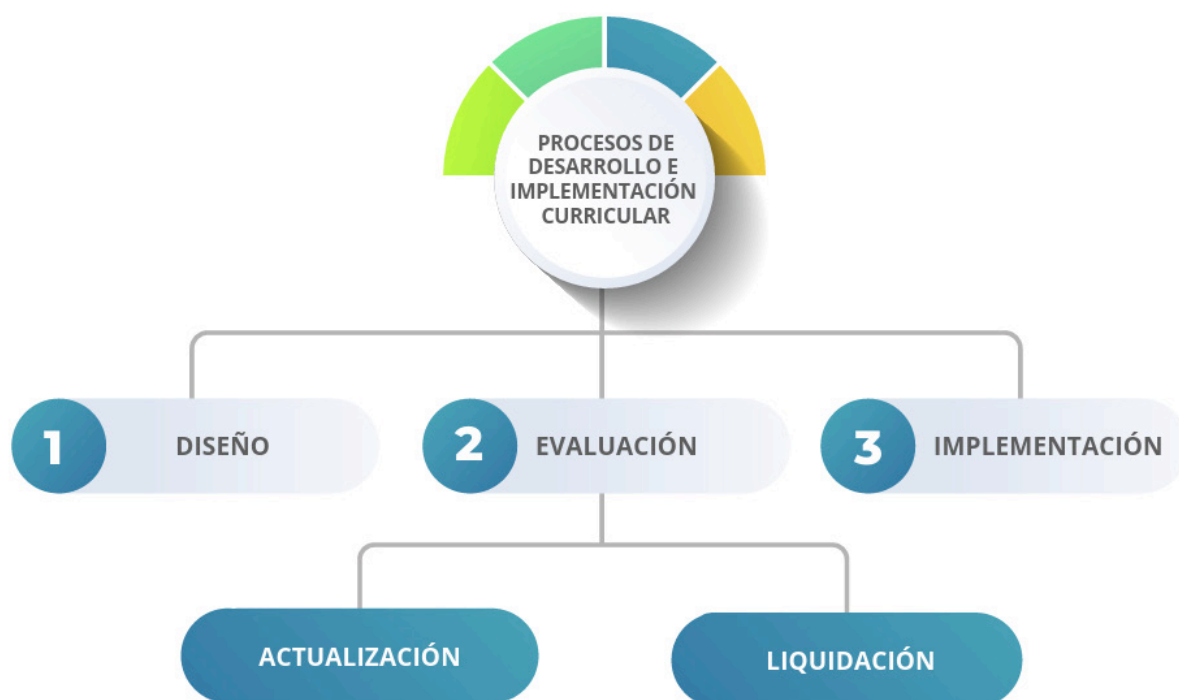 PROCESOS DE
DESARROLLO E
IMPLEMENTACIÓN
CURRICULAR
1 DISEÑO
2 EVALUACIÓN
3 IMPLEMENTACIÓN
ACTUALIZACIÓN
LIQUIDACIÓN